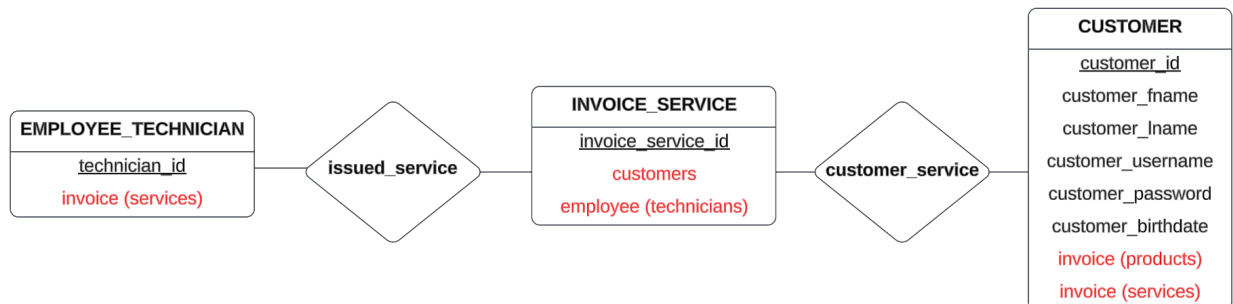 EMPLOYEE_TECHNICIAN
technician_id
invoice (services)
issued_service
INVOICE_SERVICE
invoice_service_id
customers
employee (technicians)
customer_service
CUSTOMER
customer_id
customer_fname
customer_lname
customer_username
customer_password
customer_birthdate
invoice (products)
invoice (services)